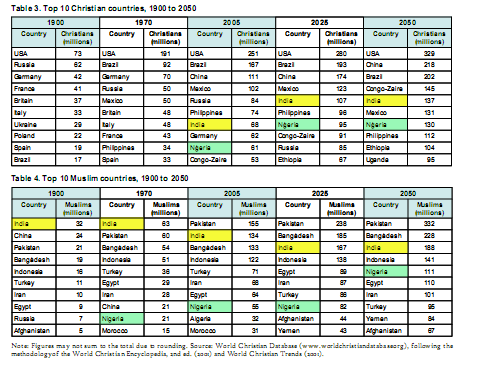 Table 3. Top 10 Christian countries, 1900 to 2050
1900 1970 2005 2025 2050
Country Christians (millions) Country Christians (millions) Country Christians (millions) Country Christians (millions) Country Christians (millions)
USA 73 USA 191 USA 251 USA 280 USA 329
Russia 62 Brazil 92 Brazil 167 Brazil 193 China 218
Germany 42 Germany 70 China 111 China 174 Brazil 202
France 41 Russia 50 Mexico 102 Mexico 123 Congo-Zaire 145
Britain 37 Mexico 50 Russia 84 India 107 India 137
Italy 33 Britain 48 Philippines 74 Philippines 96 Mexico 131
Ukraine 29 Italy 48 India 68 Nigeria 95 Nigeria 130
Poland 22 France 43 Germany 62 Congo-Zaire 91 Philippines 112
Spain 19 Philippines 34 Nigeria 61 Russia 85 Ethiopia 104
Brazil 17 Spain 33 Congo-Zaire 53 Ethiopia 67 Uganda 95
Table 4. Top 10 Muslim countries, 1900 to 2050
1900 1970 2005 2025 2050
Country Muslims (millions) Country Muslims (millions) Country Muslims (millions) Country Muslims (millions) Country Muslims (millions)
India 32 India 63 Pakistan 155 Pakistan 238 Pakistan 332
China 24 Pakistan 60 India 134 Bangladesh 185 Bangladesh 228
Pakistan 21 Bangladesh 54 Bangladesh 133 India 167 India 188
Bangladesh 19 Indonesia 51 Indonesia 122 Indonesia 138 Indonesia 141
Indonesia 16 Turkey 36 Turkey 71 Egypt 89 Nigeria 111
Turkey 11 Egypt 29 Iran 68 Iran 87 Egypt 110
Iran 10 Iran 28 Egypt 64 Turkey 86 Iran 101
Egypt 9 China 21 Nigeria 55 Nigeria 82 Turkey 95
Russia 7 Nigeria 21 Algeria 32 Afghanistan 44 Yemen 84
Afghanistan 5 Morocco 15 Morocco 31 Yemen 43 Afghanistan 67
Note: Figures may not sum to the total due to rounding. Source: World Christian Database (www.worldchristiandatabase.org), following the
methodology of the World Christian Encyclopedia, 2nd ed. (2001) and World Christian Trends (2001).